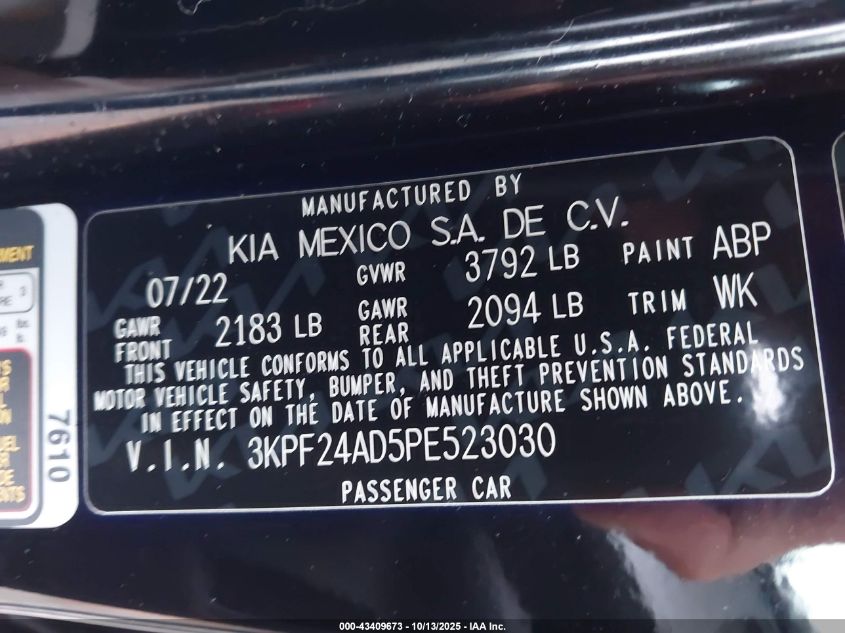 MANUFACTURED BY
KIA MEXICO S.A. DE C.V.
07/22 GVWR 3792 LB PAINT ABP
GAWR FRONT 2183 LB GAWR REAR 2094 LB TRIM WK
THIS VEHICLE CONFORMS TO ALL APPLICABLE U.S.A. FEDERAL
MOTOR VEHICLE SAFETY, BUMPER, AND THEFT PREVENTION STANDARDS
IN EFFECT ON THE DATE OF MANUFACTURE SHOWN ABOVE.
V.I.N. 3KPF24AD5PE523030
PASSENGER CAR
7610
000-43409673 - 10/13/2025 - IAA Inc.